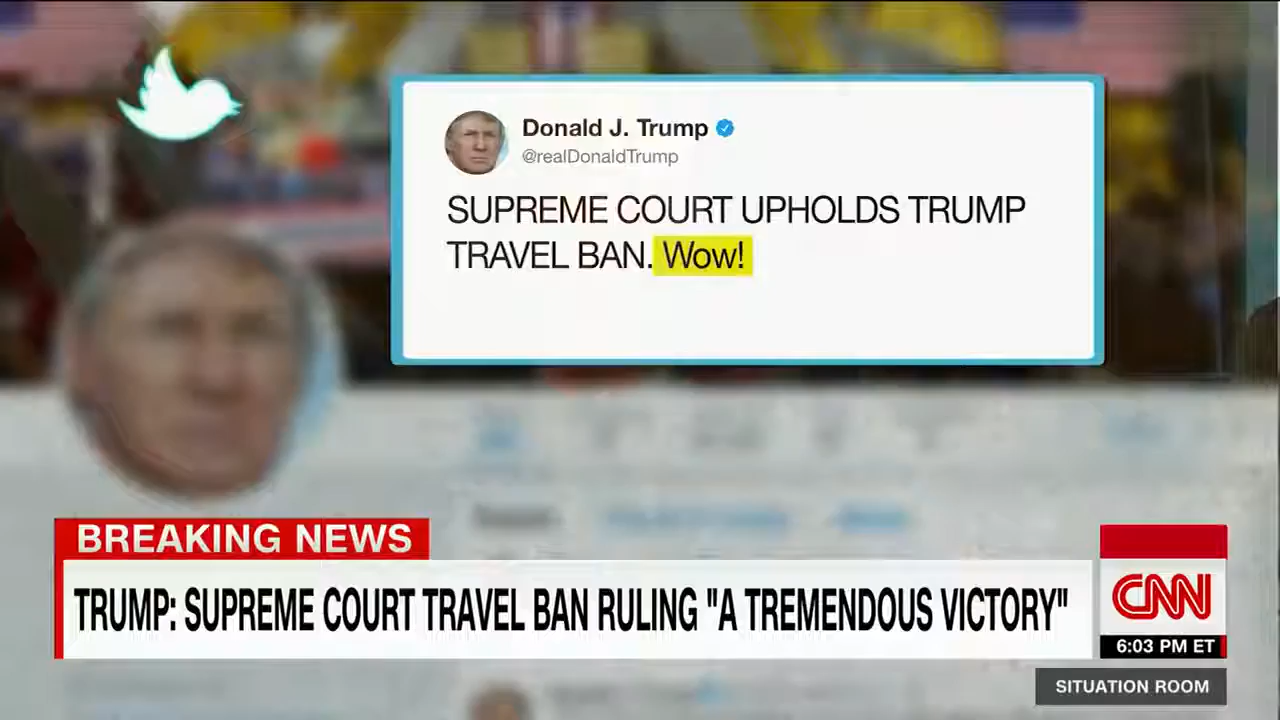 Donald J. Trump
@realDonaldTrump
SUPREME COURT UPHOLDS TRUMP
TRAVEL BAN. Wow!
BREAKING NEWS
TRUMP: SUPREME COURT TRAVEL BAN RULING "A TREMENDOUS VICTORY"
CNN
6:03 PM ET
SITUATION ROOM